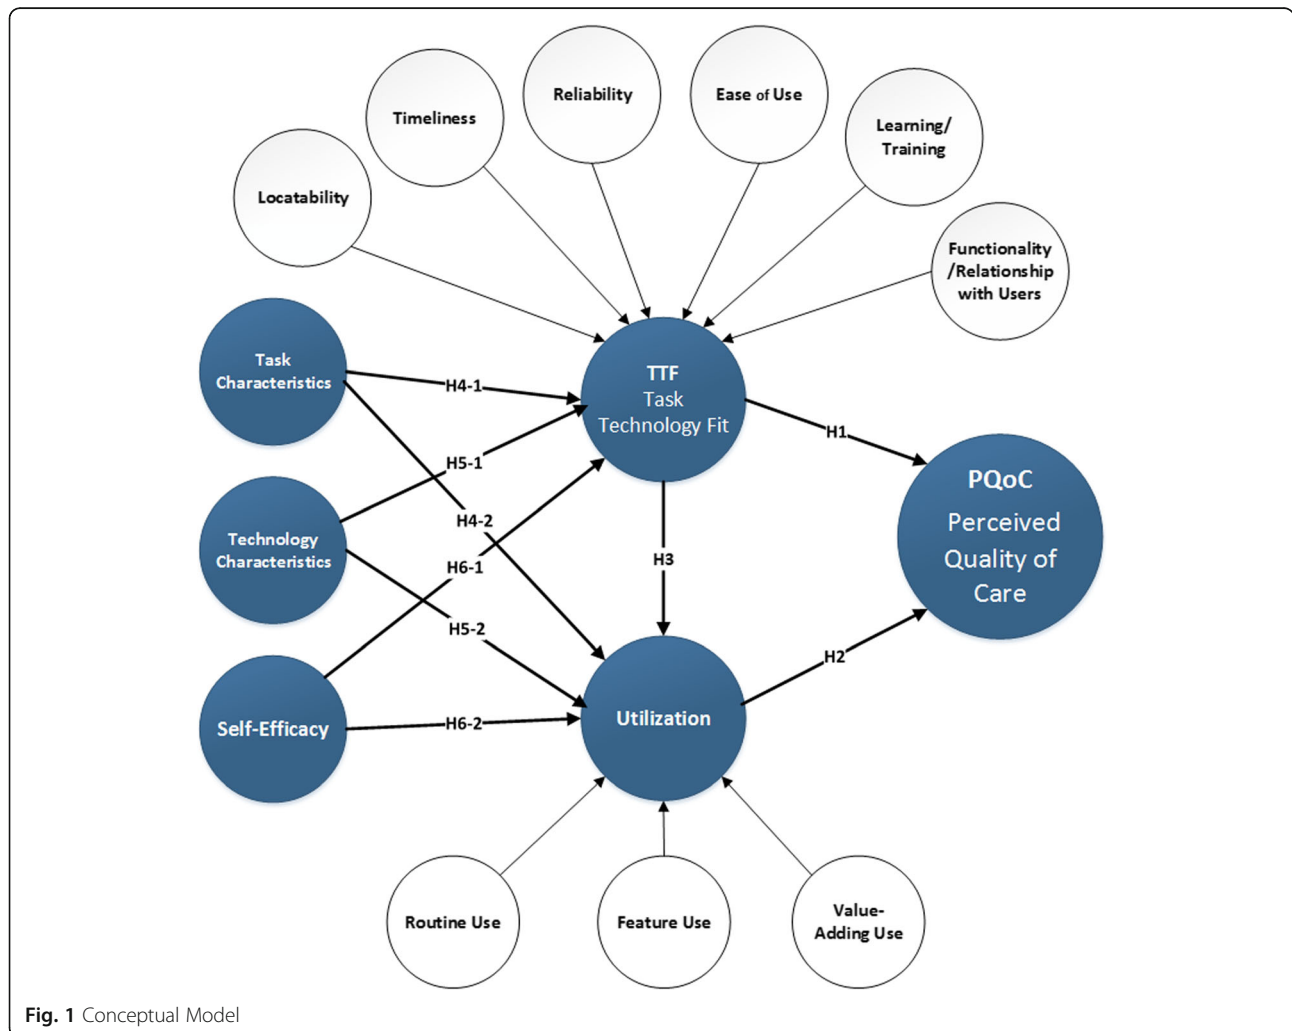 Reliability
Ease of Use
Timeliness
Learning/
Training
Locatability
Functionality
/Relationship
with Users
Task
Characteristics
TTF
Task
Technology Fit
H4-1
H1
H5-1
PQoC
Perceived
Quality of
Care
Technology
Characteristics
H4-2
H6-1
H3
H5-2
H2
Self-Efficacy
H6-2
Utilization
Routine Use
Feature Use
Value-
Adding Use
Fig. 1 Conceptual Model